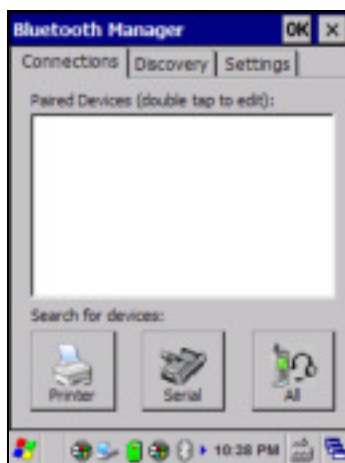 Bluetooth Manager OK ×
Connections Discovery Settings
Paired Devices (double tap to edit):
Search for devices:
Printer Serial All
10:28 PM